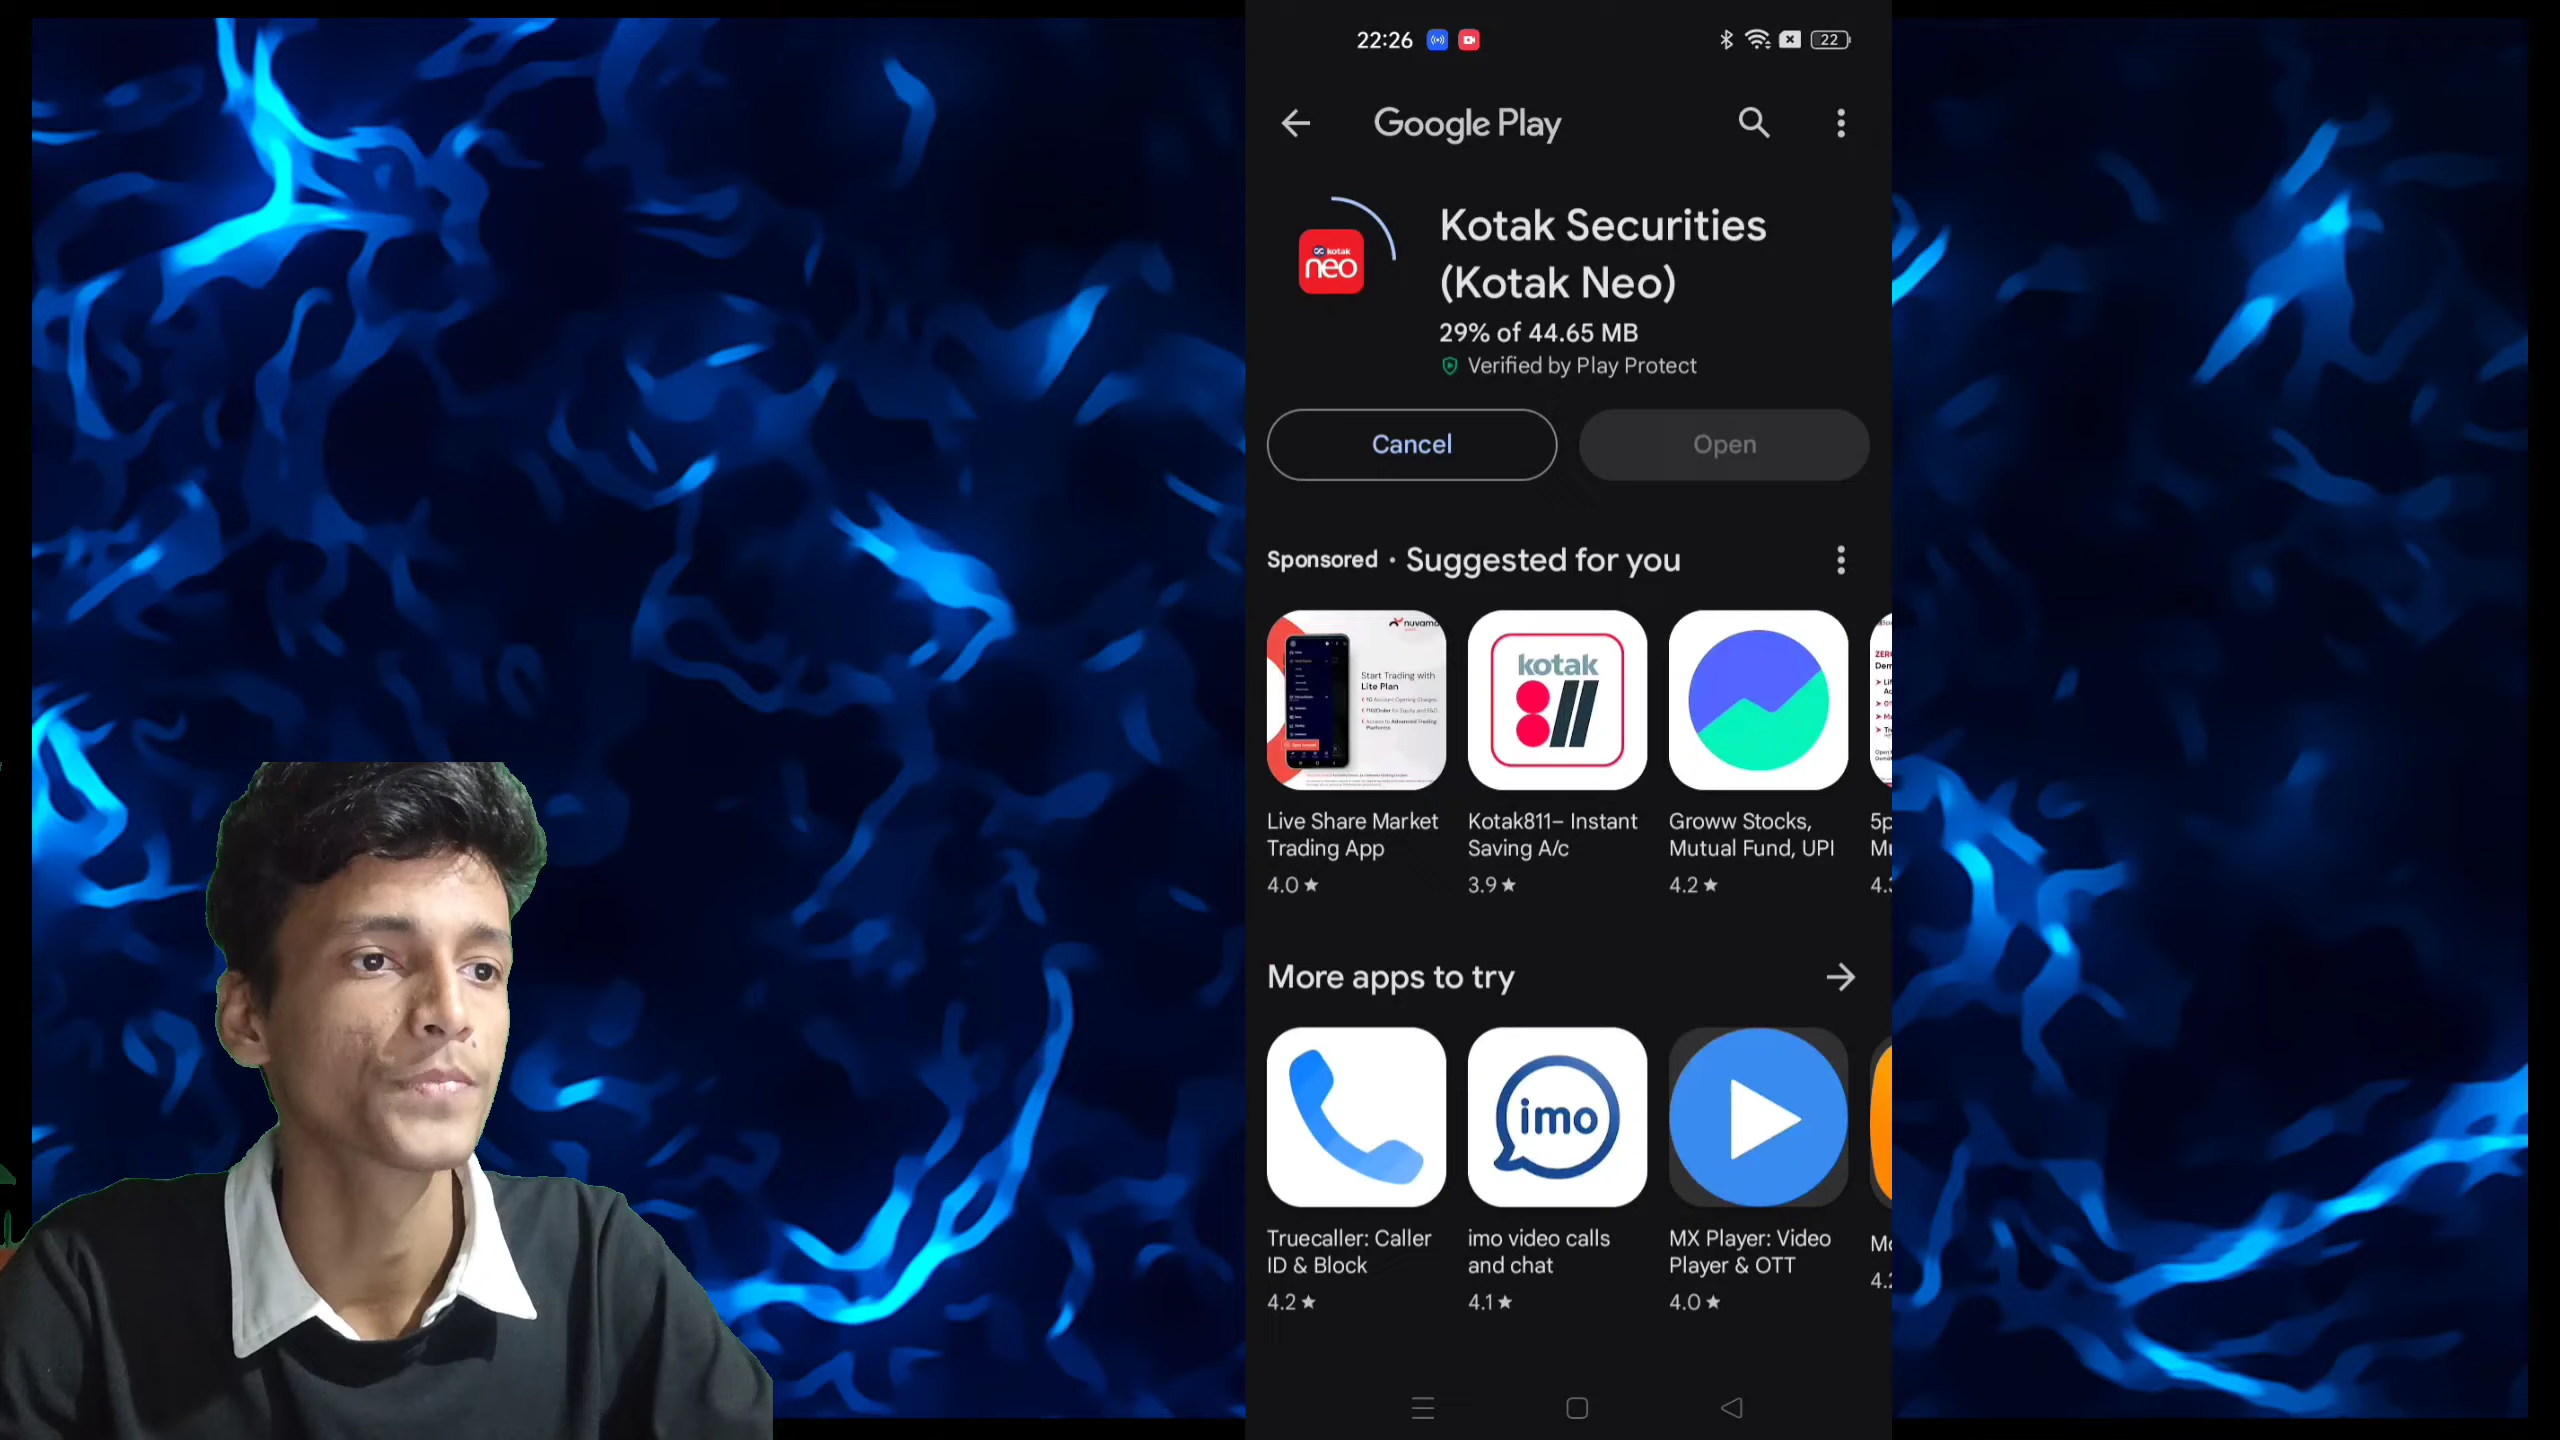 22:26
22
Google Play
kotak
neo
Kotak Securities
(Kotak Neo)
29% of 44.65 MB
Verified by Play Protect
Cancel
Open
Sponsored · Suggested for you
nuvama
Start Trading with
Lite Plan
kotak
811
Live Share Market
Trading App
4.0 ★
Kotak811– Instant
Saving A/c
3.9 ★
Groww Stocks,
Mutual Fund, UPI
4.2 ★
More apps to try
imo
Truecaller: Caller
ID & Block
4.2 ★
imo video calls
and chat
4.1 ★
MX Player: Video
Player & OTT
4.0 ★